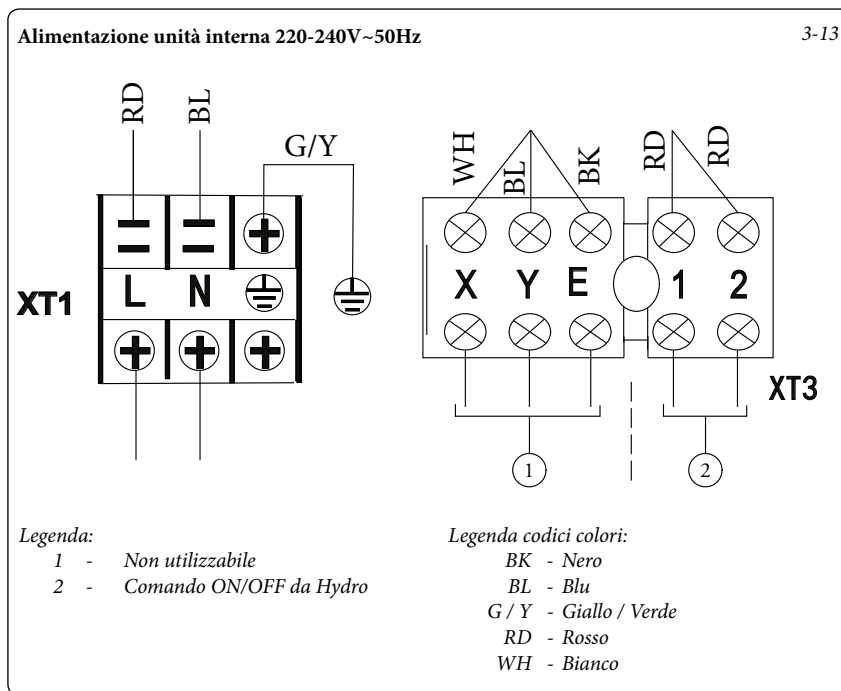 Alimentazione unità interna 220-240V~50Hz
3-13
RD
BL
G/Y
XT1
L N
WH
BL
BK
RD
RD
X Y E 1 2
XT3
1
2
Legenda:
1 - Non utilizzabile
2 - Comando ON/OFF da Hydro
Legenda codici colori:
BK - Nero
BL - Blu
G / Y - Giallo / Verde
RD - Rosso
WH - Bianco